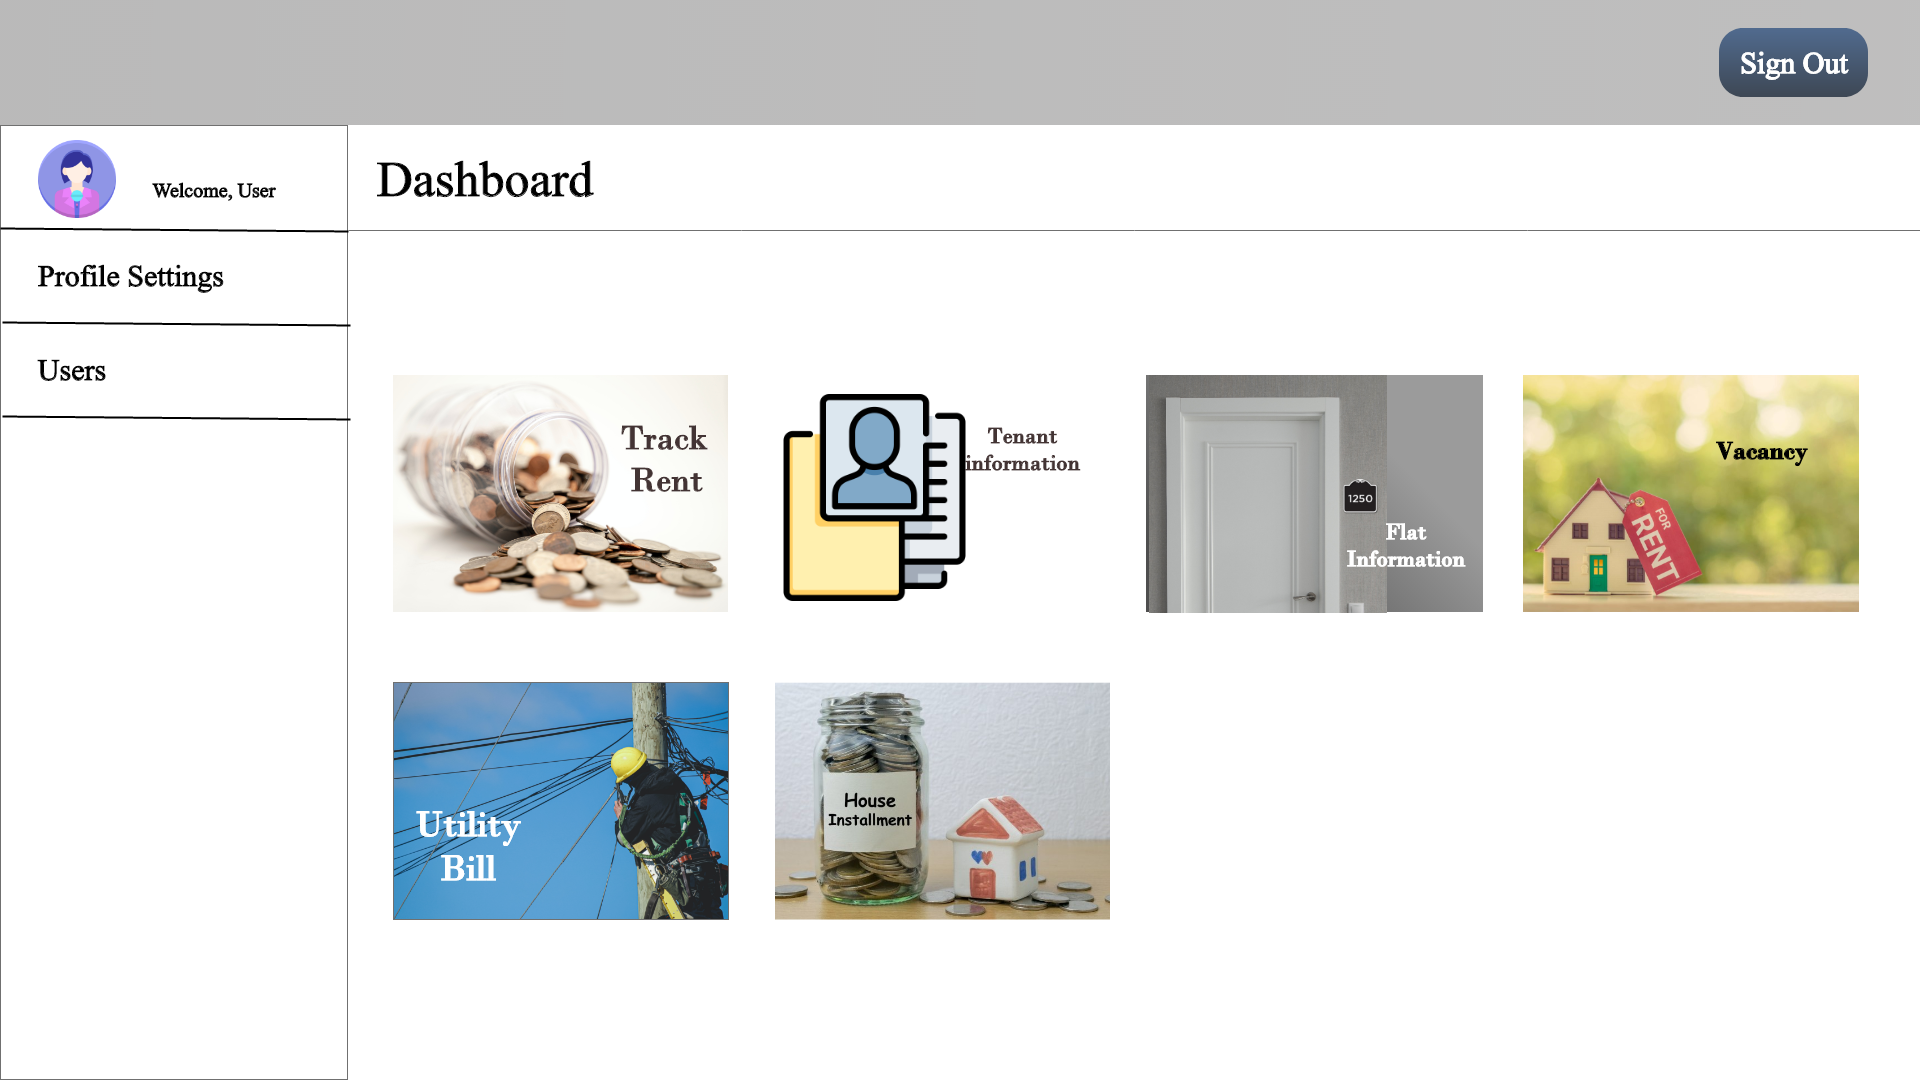 Sign Out
Welcome, User
Dashboard
Profile Settings
Users
Track
Rent
Tenant
information
1250
Flat
Information
Vacancy
FOR
RENT
Utility
Bill
House
Installment